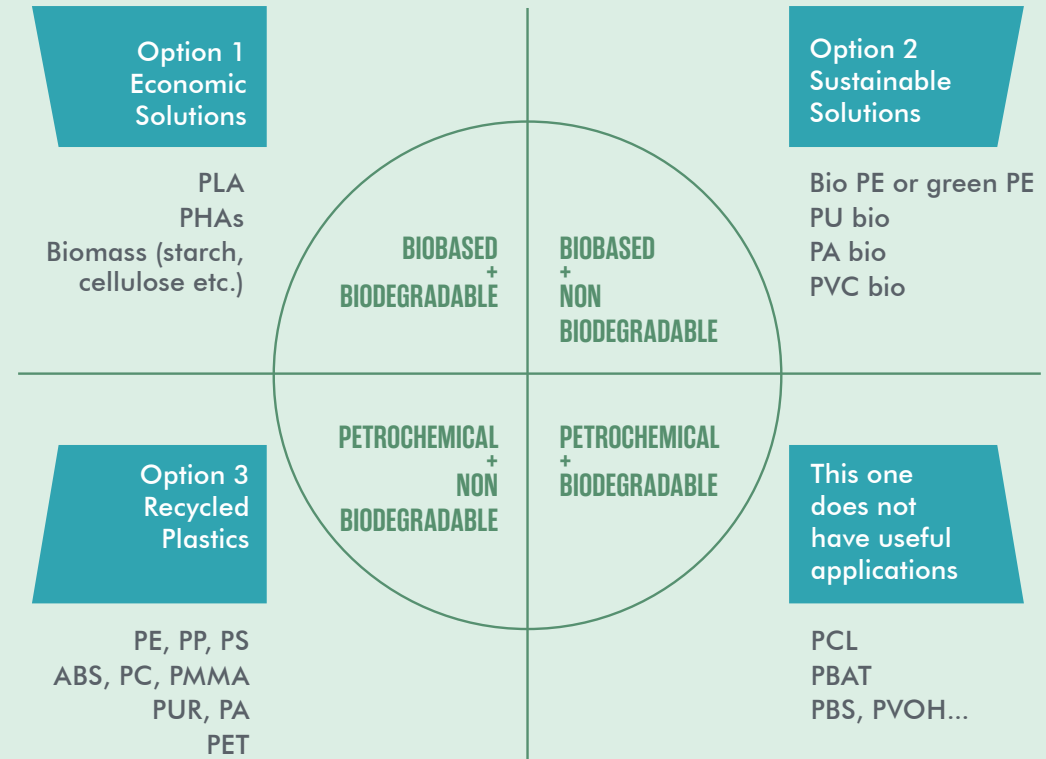 Option 1
Economic
Solutions
PLA
PHAs
Biomass (starch,
cellulose etc.)
BIOBASED
+
BIODEGRADABLE
BIOBASED
+
NON
BIODEGRADABLE
Option 2
Sustainable
Solutions
Bio PE or green PE
PU bio
PA bio
PVC bio
Option 3
Recycled
Plastics
PE, PP, PS
ABS, PC, PMMA
PUR, PA
PET
PETROCHEMICAL
+
NON
BIODEGRADABLE
PETROCHEMICAL
+
BIODEGRADABLE
This one
does not
have useful
applications
PCL
PBAT
PBS, PVOH...